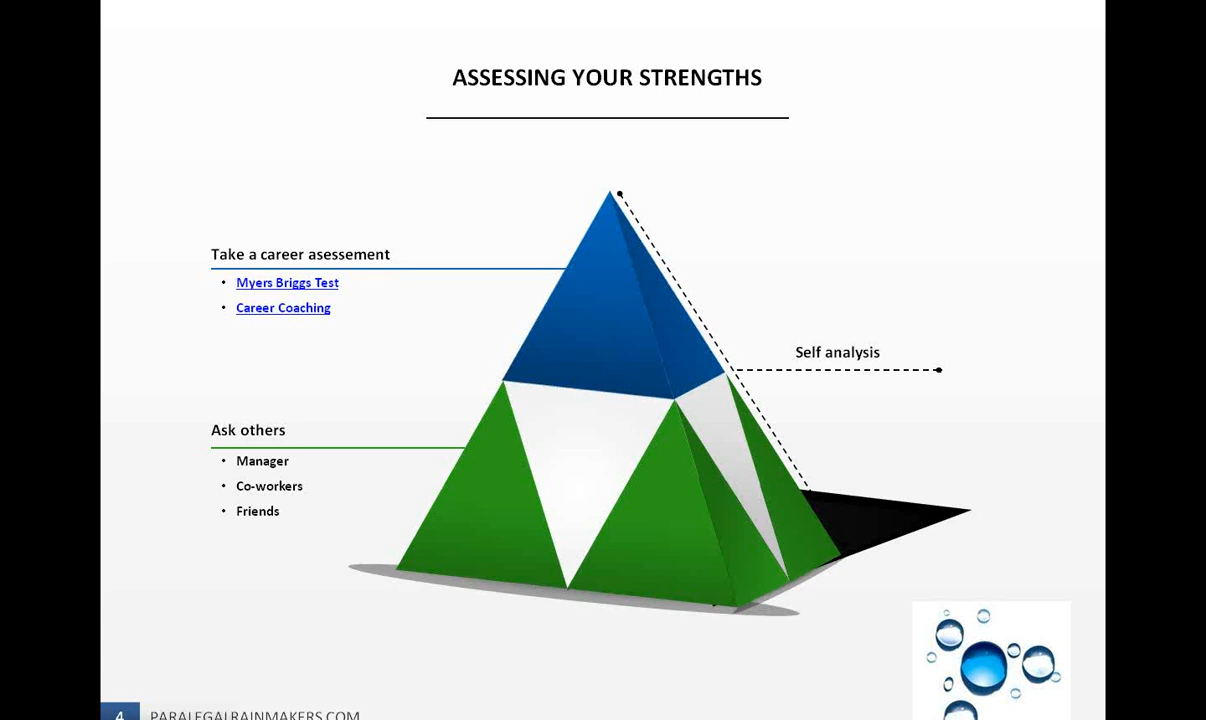 ASSESSING YOUR STRENGTHS
Take a career asessement
• Myers Briggs Test
• Career Coaching
Self analysis
Ask others
• Manager
• Co-workers
• Friends
4 PARALEGALRAINMAKERS.COM